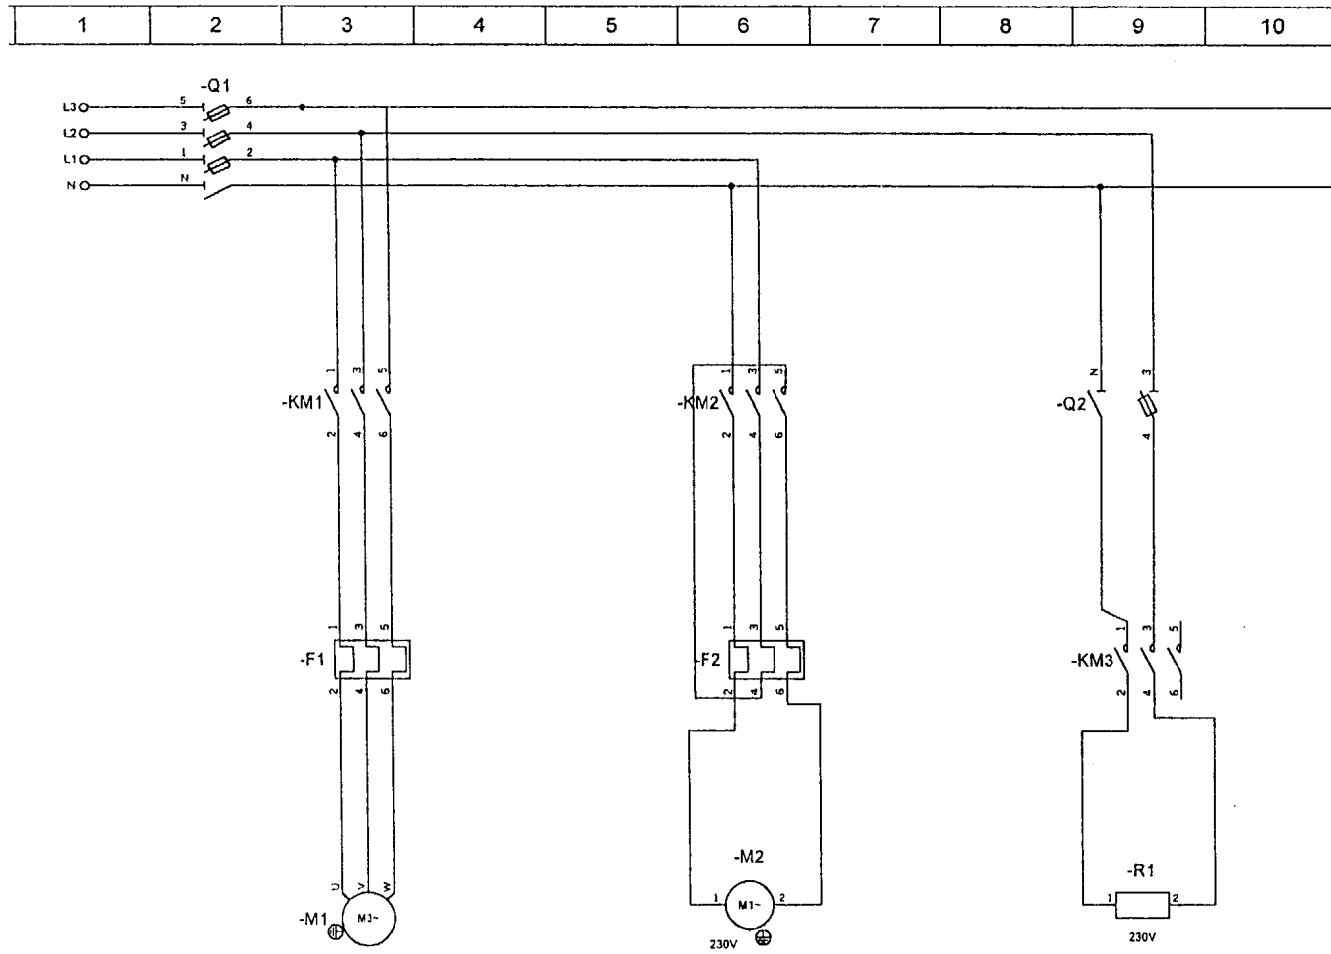 1 2 3 4 5 6 7 8 9 10
-Q1
L3 5 6
L2 3 4
L1 1 2
N N
1 3 5
-KM1
2 4 6
1 3 5
-F1
2 4 6
U V W
-M1 M3~
1 3 5
-KM2
2 4 6
1 3 5
-F2
2 4 6
-M2
1 M1~ 2
230V
N 3
-Q2
4
1 3 5
-KM3
2 4 6
-R1
1 2
230V